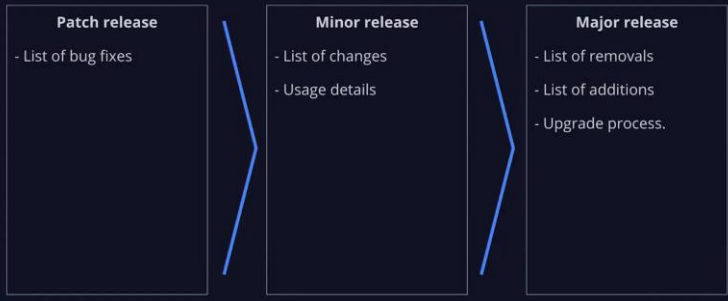 Patch release
- List of bug fixes
Minor release
- List of changes
- Usage details
Major release
- List of removals
- List of additions
- Upgrade process.